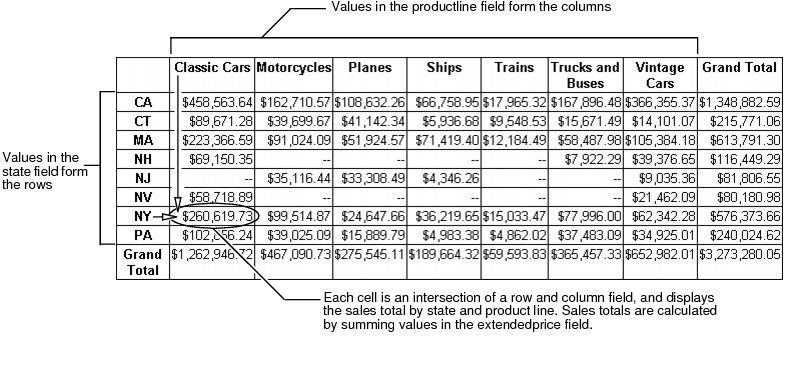 Values in the productline field form the columns
Classic Cars Motorcycles Planes Ships Trains Trucks and Buses Vintage Cars Grand Total
CA $458,563.64 $162,710.57 $108,632.26 $66,758.95 $17,965.32 $167,896.48 $366,355.37 $1,348,882.59
CT $89,671.28 $39,699.67 $41,142.34 $5,936.68 $9,548.53 $15,671.49 $14,101.07 $215,771.06
MA $223,366.59 $91,024.09 $51,924.57 $71,419.40 $12,184.49 $58,487.98 $105,384.18 $613,791.30
NH $69,150.35 -- -- -- -- $7,922.29 $39,376.65 $116,449.29
NJ -- $35,116.44 $33,308.49 $4,346.26 -- -- $9,035.36 $81,806.55
NV $58,718.89 -- -- -- -- -- $21,462.09 $80,180.98
NY $260,619.73 $99,514.87 $24,647.66 $36,219.65 $15,033.47 $77,996.00 $62,342.28 $576,373.66
PA $102,856.24 $39,025.09 $15,889.79 $4,983.38 $4,862.02 $37,483.09 $34,925.01 $240,024.62
Grand Total $1,262,946.72 $467,090.73 $275,545.11 $189,664.32 $59,593.83 $365,457.33 $652,982.01 $3,273,280.05
Values in the
state field form
the rows
Each cell is an intersection of a row and column field, and displays
the sales total by state and product line. Sales totals are calculated
by summing values in the extendedprice field.